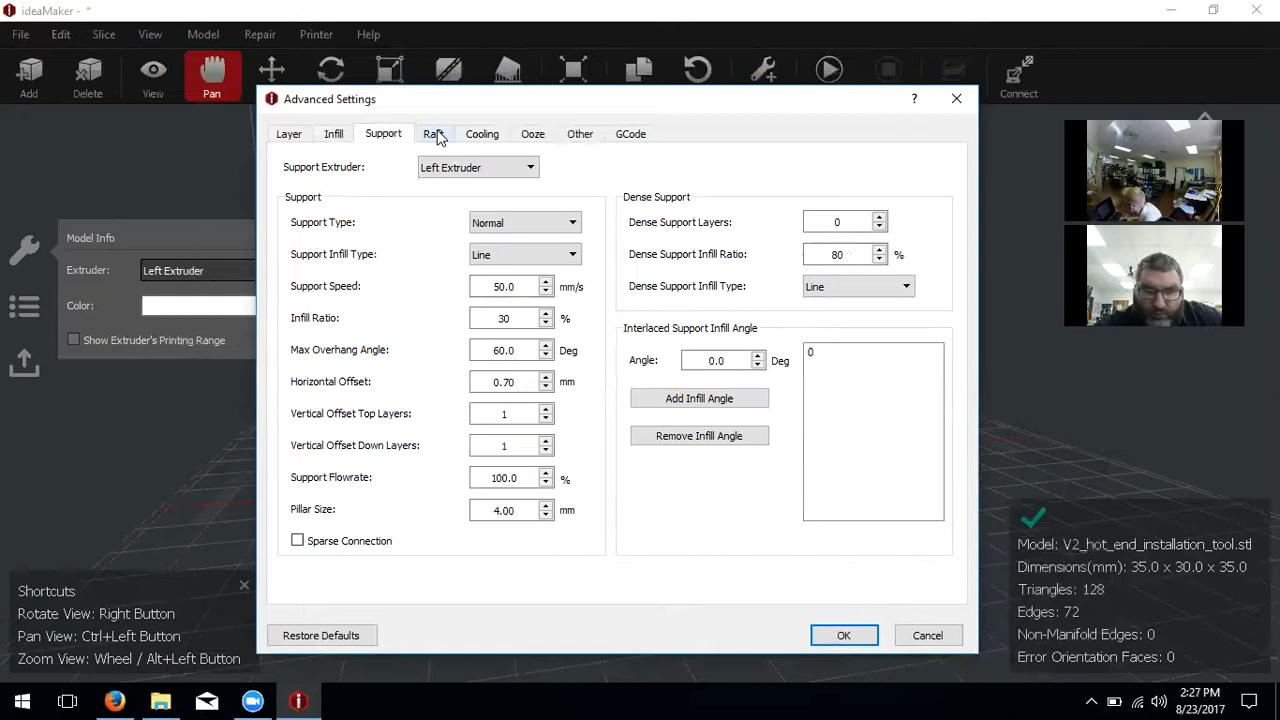 ideaMaker - *
File Edit Slice View Model Repair Printer Help
Add Delete View Pan Connect
Advanced Settings ?
Layer Infill Support Raft Cooling Ooze Other GCode
Support Extruder: Left Extruder
Support
Support Type: Normal
Support Infill Type: Line
Support Speed: 50.0 mm/s
Infill Ratio: 30 %
Max Overhang Angle: 60.0 Deg
Horizontal Offset: 0.70 mm
Vertical Offset Top Layers: 1
Vertical Offset Down Layers: 1
Support Flowrate: 100.0 %
Pillar Size: 4.00 mm
Sparse Connection
Dense Support
Dense Support Layers: 0
Dense Support Infill Ratio: 80 %
Dense Support Infill Type: Line
Interlaced Support Infill Angle
Angle: 0.0 Deg 0
Add Infill Angle
Remove Infill Angle
Restore Defaults OK Cancel
Model Info
Extruder: Left Extruder
Color:
Show Extruder's Printing Range
Shortcuts
Rotate View: Right Button
Pan View: Ctrl+Left Button
Zoom View: Wheel / Alt+Left Button
Model: V2_hot_end_installation_tool.stl
Dimensions(mm): 35.0 x 30.0 x 35.0
Triangles: 128
Edges: 72
Non-Manifold Edges: 0
Error Orientation Faces: 0
2:27 PM
8/23/2017